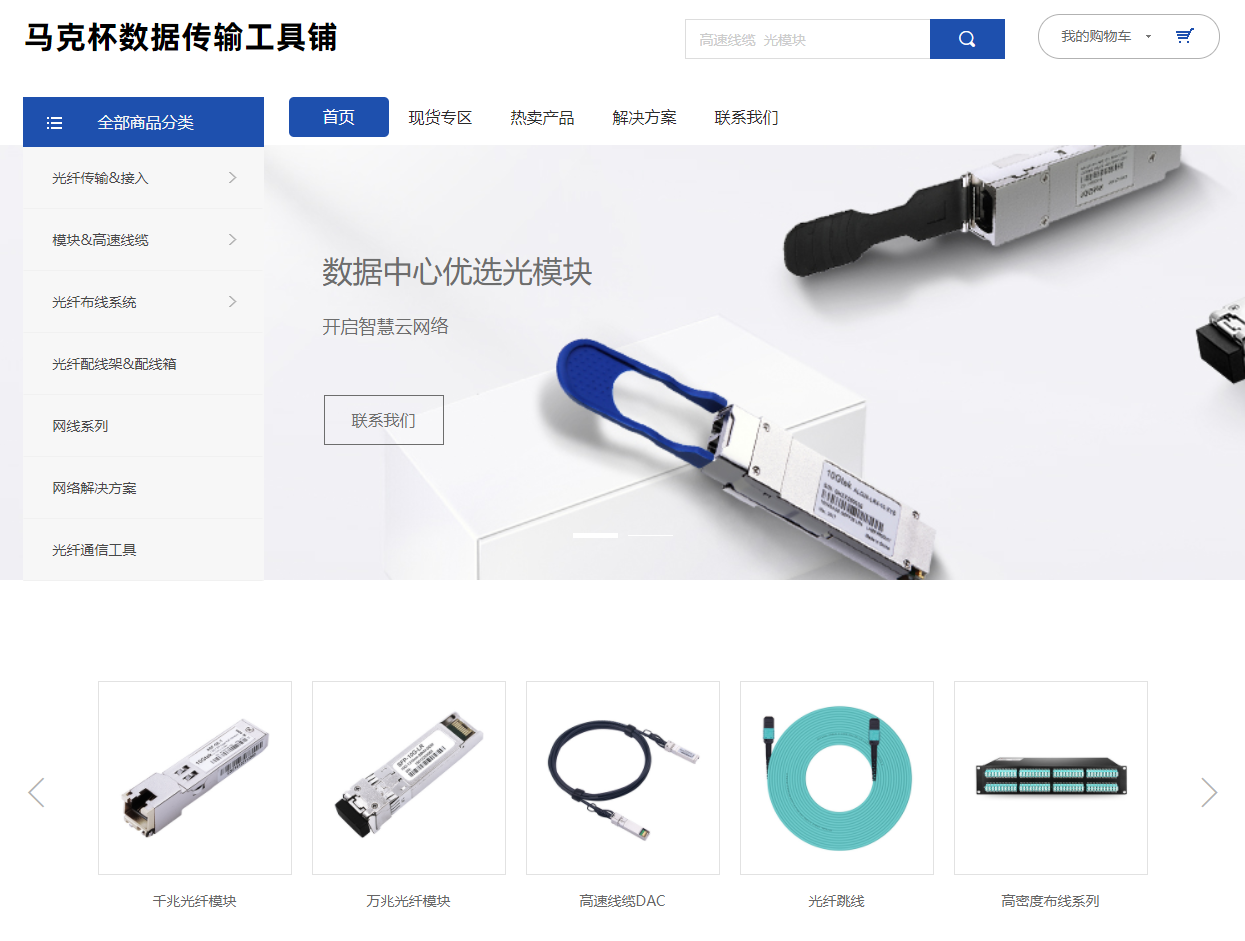 马克杯数据传输工具铺
高速线缆 光模块
我的购物车
全部商品分类
首页
现货专区
热卖产品
解决方案
联系我们
光纤传输&接入
模块&高速线缆
光纤布线系统
光纤配线架&配线箱
网线系列
网络解决方案
光纤通信工具
数据中心优选光模块
开启智慧云网络
联系我们
10Gtek
10Gtek
SFP-10G-LR
千兆光纤模块
万兆光纤模块
高速线缆DAC
光纤跳线
高密度布线系列